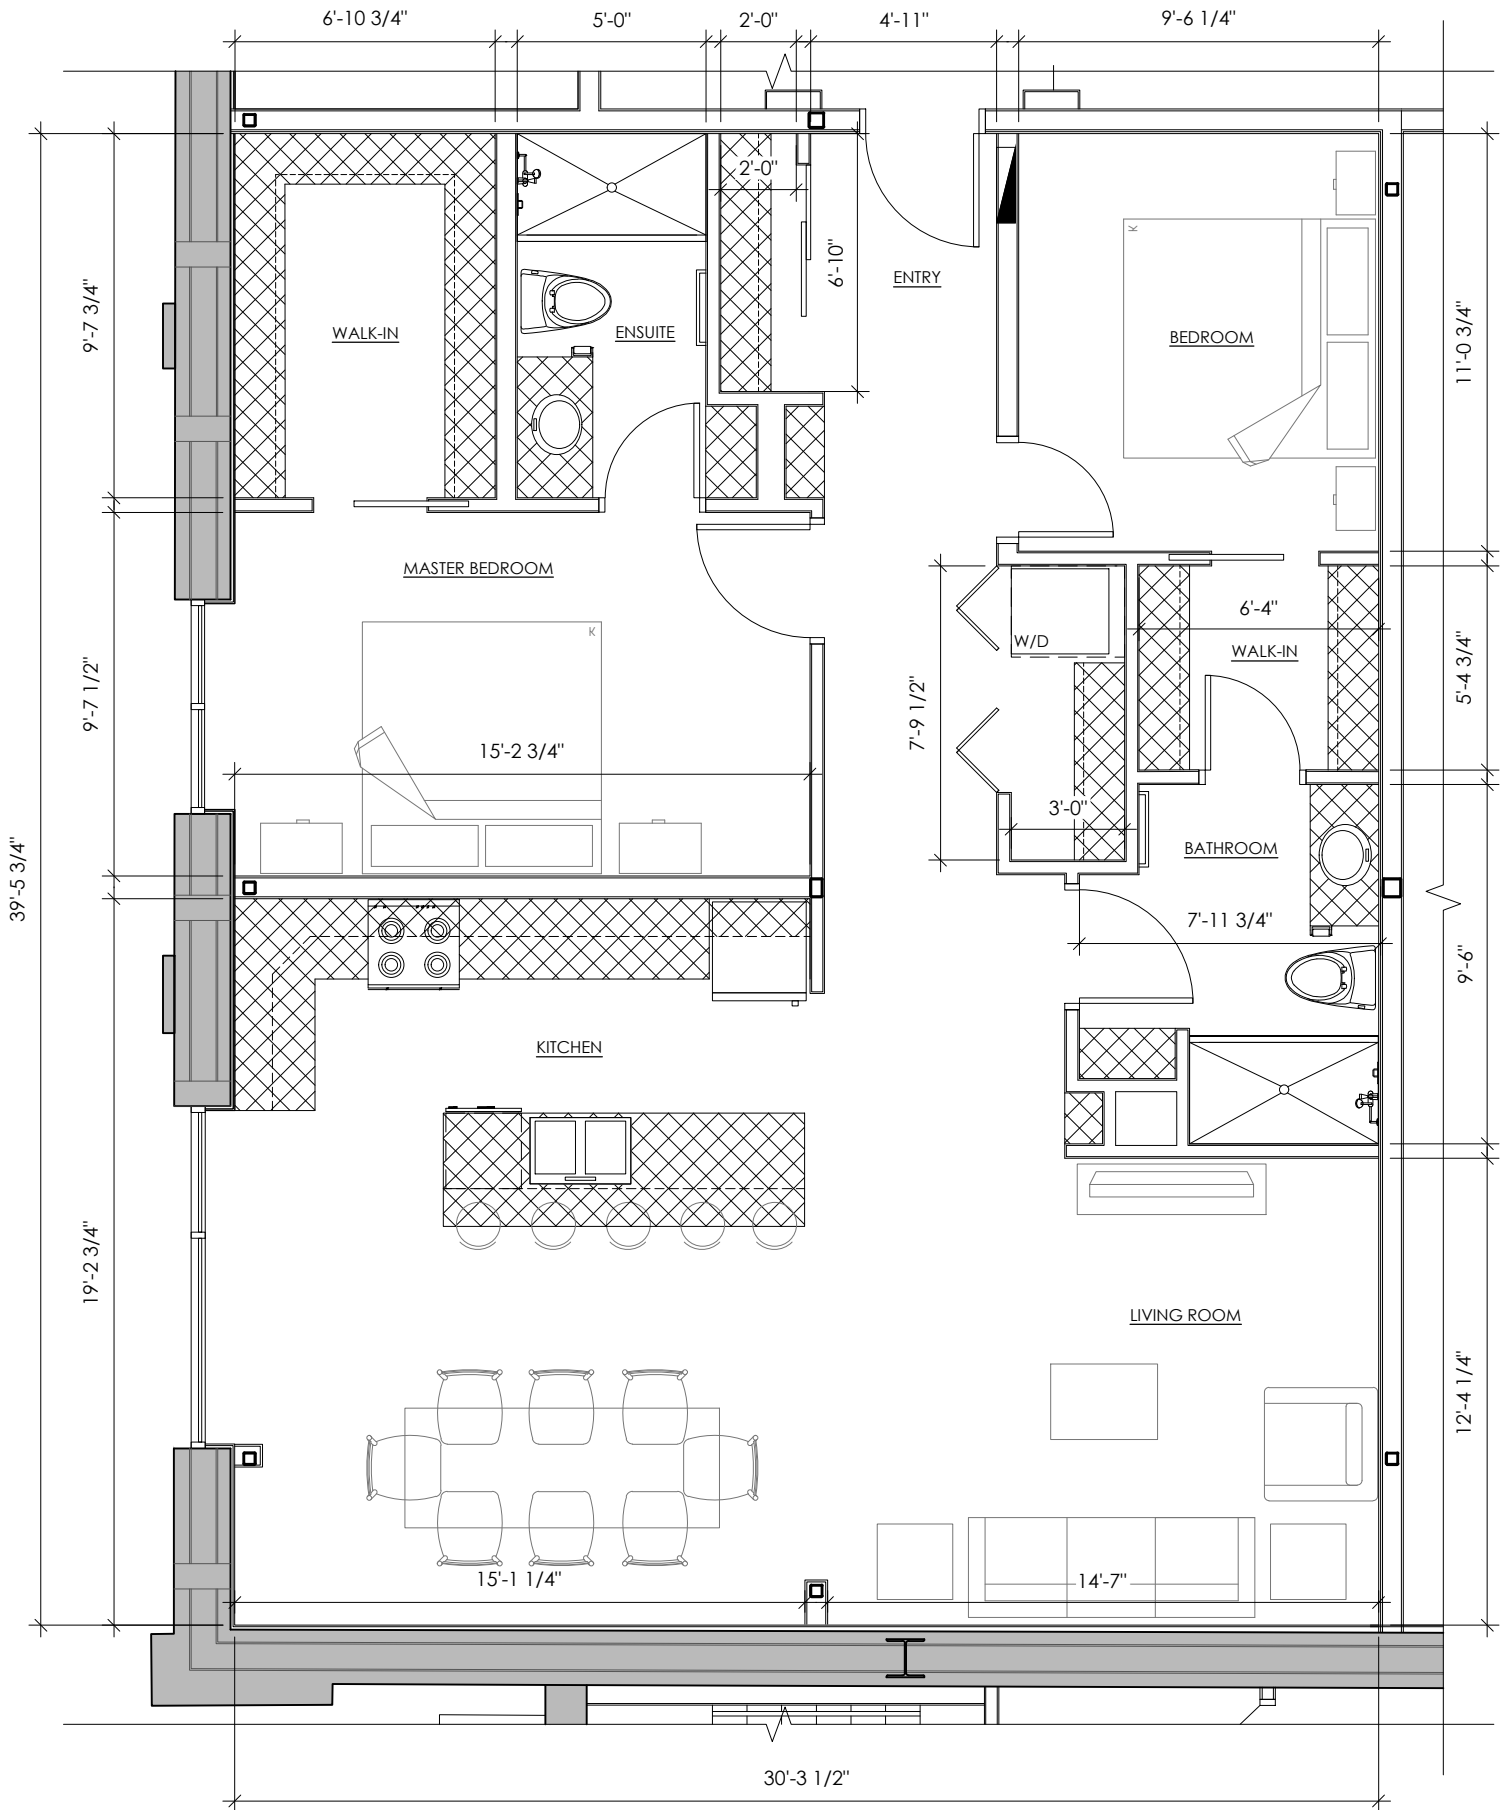 6'-10 3/4"
5'-0"
2'-0"
4'-11"
9'-6 1/4"
2'-0"
K
6'-10"
ENTRY
9'-7 3/4"
WALK-IN
ENSUITE
BEDROOM
11'-0 3/4"
MASTER BEDROOM
6'-4"
K
W/D
WALK-IN
9'-7 1/2"
5'-4 3/4"
7'-9 1/2"
15'-2 3/4"
3'-0"
BATHROOM
39'-5 3/4"
7'-11 3/4"
9'-6"
KITCHEN
19'-2 3/4"
LIVING ROOM
12'-4 1/4"
15'-1 1/4"
14'-7"
30'-3 1/2"